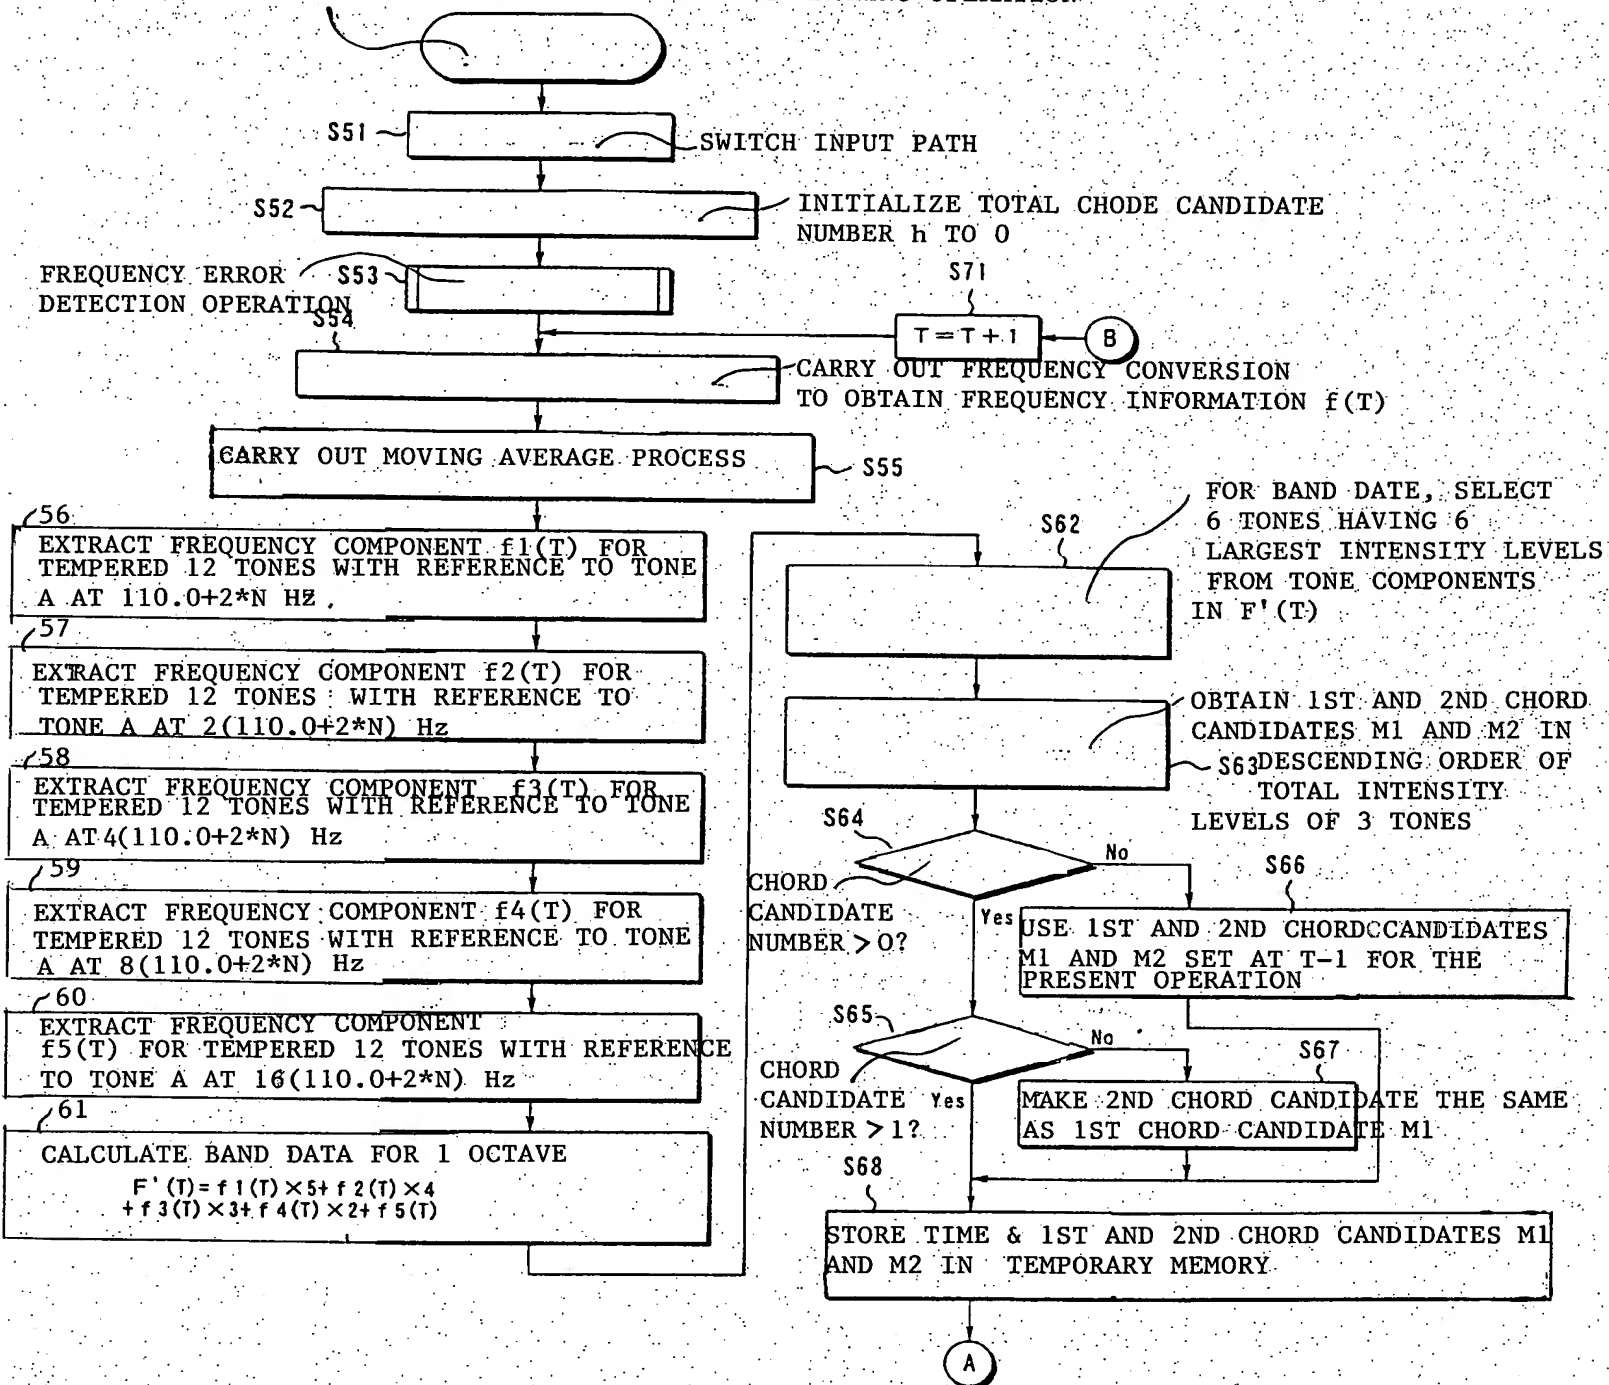 OPERATION
S51
SWITCH INPUT PATH
S52
INITIALIZE TOTAL CHODE CANDIDATE
NUMBER h TO 0
FREQUENCY ERROR
DETECTION OPERATION
S53
S71
T=T+1
B
S54
CARRY OUT FREQUENCY CONVERSION
TO OBTAIN FREQUENCY INFORMATION f(T)
CARRY OUT MOVING AVERAGE PROCESS
S55
56
EXTRACT FREQUENCY COMPONENT f1(T) FOR
TEMPERED 12 TONES WITH REFERENCE TO TONE
A AT 110.0+2*N HZ.
57
EXTRACT FREQUENCY COMPONENT f2(T) FOR
TEMPERED 12 TONES WITH REFERENCE TO
TONE A AT 2(110.0+2*N) Hz
58
EXTRACT FREQUENCY COMPONENT f3(T) FOR
TEMPERED 12 TONES WITH REFERENCE TO TONE
A AT 4(110.0+2*N) Hz
59
EXTRACT FREQUENCY COMPONENT f4(T) FOR
TEMPERED 12 TONES WITH REFERENCE TO TONE
A AT 8(110.0+2*N) Hz
60
EXTRACT FREQUENCY COMPONENT
f5(T) FOR TEMPERED 12 TONES WITH REFERENCE
TO TONE A AT 16(110.0+2*N) Hz
61
CALCULATE BAND DATA FOR 1 OCTAVE
F'(T)=f1(T)×5+f2(T)×4
+f3(T)×3+f4(T)×2+f5(T)
S62
FOR BAND DATE, SELECT
6 TONES HAVING 6
LARGEST INTENSITY LEVELS
FROM TONE COMPONENTS
IN F'(T)
OBTAIN 1ST AND 2ND CHORD
CANDIDATES M1 AND M2 IN
S63 DESCENDING ORDER OF
TOTAL INTENSITY
LEVELS OF 3 TONES
S64
CHORD
CANDIDATE
NUMBER > 0?
No
Yes
S66
USE 1ST AND 2ND CHORDCCANDIDATES
M1 AND M2 SET AT T-1 FOR THE
PRESENT OPERATION
S65
CHORD
CANDIDATE
NUMBER > 1?
No
Yes
S67
MAKE 2ND CHORD CANDIDATE THE SAME
AS 1ST CHORD CANDIDATE M1
S68
STORE TIME & 1ST AND 2ND CHORD CANDIDATES M1
AND M2 IN TEMPORARY MEMORY
A